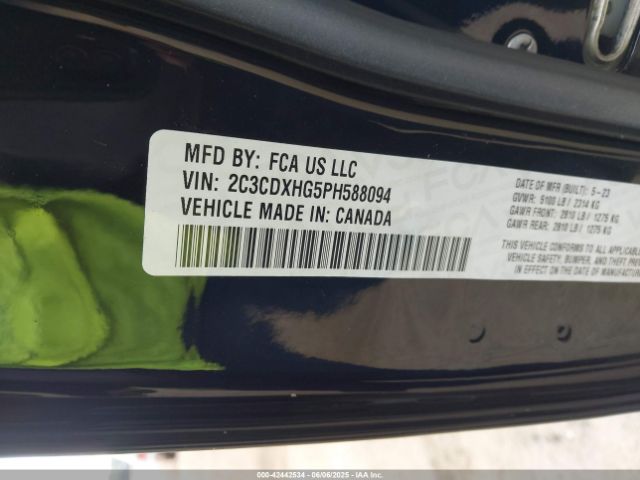 MFD BY: FCA US LLC
VIN: 2C3CDXHG5PH588094
VEHICLE MADE IN: CANADA
DATE OF MFR (BUILT): 5-23
GVWR: 5100 LB / 2314 KG
GAWR FRONT: 2810 LB / 1275 KG
GAWR REAR: 2810 LB / 1275 KG
THIS VEHICLE CONFORMS TO ALL APPLICABLE
VEHICLE SAFETY, BUMPER, AND THEFT PREV
IN EFFECT ON THE DATE OF MF
000-42442534 - 06/06/2025 - IAAI.COM